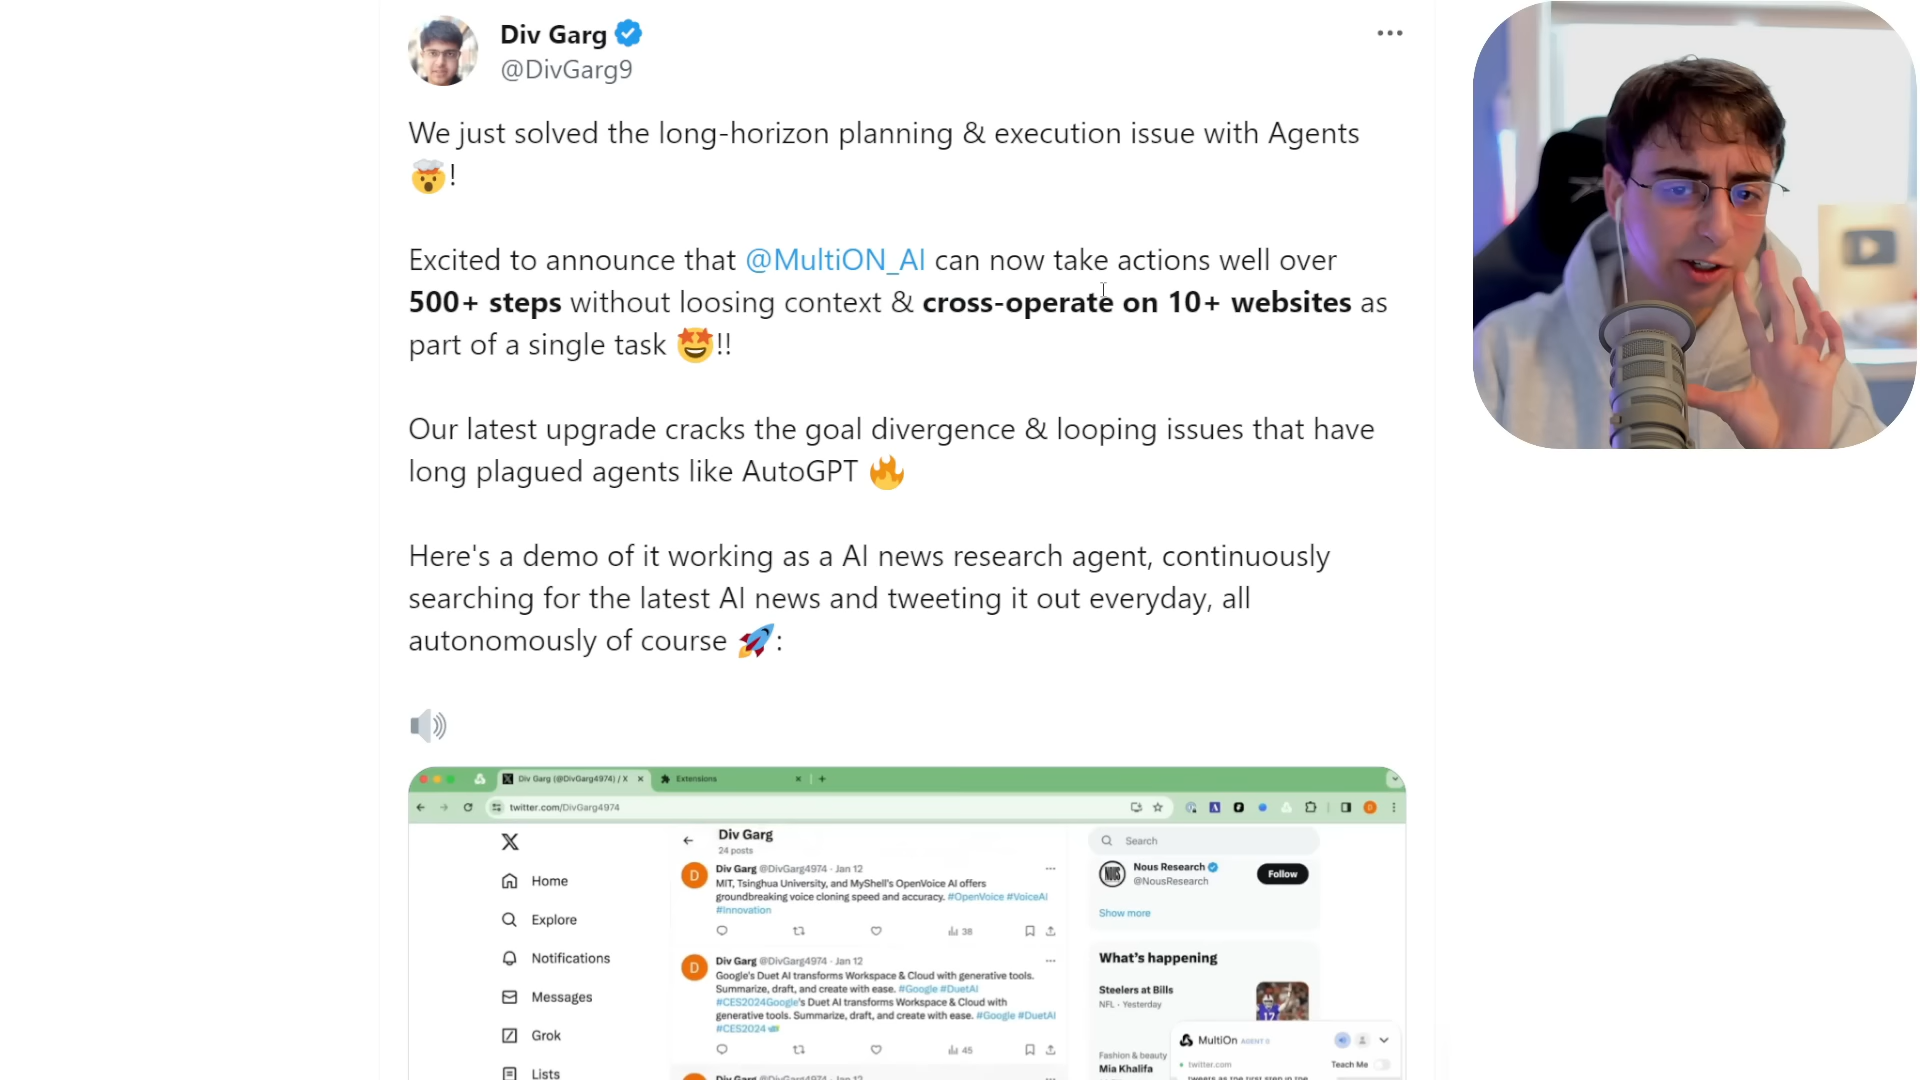 Div Garg
@DivGarg9
We just solved the long-horizon planning & execution issue with Agents
🤯!
Excited to announce that @MultiON_AI can now take actions well over
500+ steps without loosing context & cross-operate on 10+ websites as
part of a single task 🤩!!
Our latest upgrade cracks the goal divergence & looping issues that have
long plagued agents like AutoGPT 🔥
Here's a demo of it working as a AI news research agent, continuously
searching for the latest AI news and tweeting it out everyday, all
autonomously of course 🚀:
🔊
Div Garg (@DivGarg4974) / X
Extensions
twitter.com/DivGarg4974
Home
Explore
Notifications
Messages
Grok
Lists
Div Garg
24 posts
Div Garg @DivGarg4974 · Jan 12
MIT, Tsinghua University, and MyShell's OpenVoice AI offers
groundbreaking voice cloning speed and accuracy. #OpenVoice #VoiceAI
#Innovation
38
Div Garg @DivGarg4974 · Jan 12
Google's Duet AI transforms Workspace & Cloud with generative tools.
Summarize, draft, and create with ease. #Google #DuetAI
#CES2024Google's Duet AI transforms Workspace & Cloud with
generative tools. Summarize, draft, and create with ease. #Google #DuetAI
#CES2024
45
Search
NOUS
Nous Research
@NousResearch
Follow
Show more
What's happening
Steelers at Bills
NFL · Yesterday
17
Fashion & beauty
Mia Khalifa
MultiOn
twitter.com
Teach Me